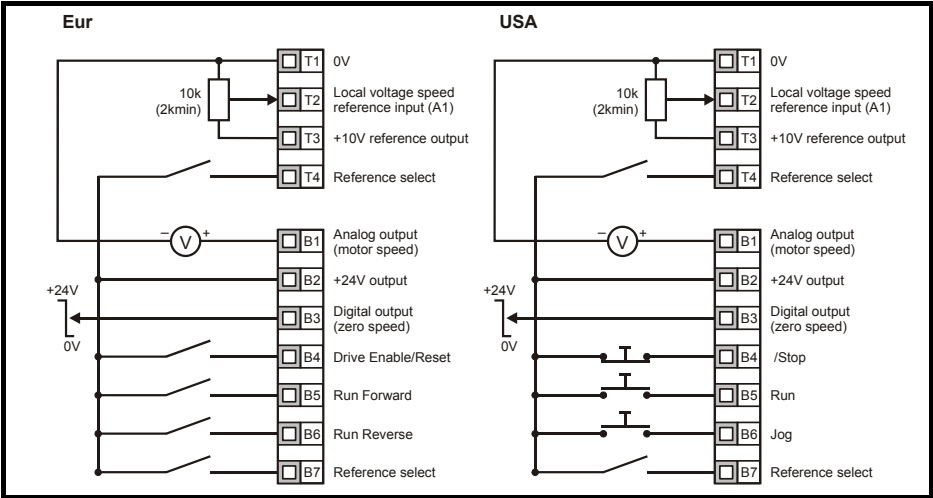 Eur
T1 0V
10k
(2kmin)
T2 Local voltage speed
reference input (A1)
T3 +10V reference output
T4 Reference select
− V +
B1 Analog output
(motor speed)
B2 +24V output
+24V
0V
B3 Digital output
(zero speed)
B4 Drive Enable/Reset
B5 Run Forward
B6 Run Reverse
B7 Reference select
USA
T1 0V
10k
(2kmin)
T2 Local voltage speed
reference input (A1)
T3 +10V reference output
T4 Reference select
− V +
B1 Analog output
(motor speed)
B2 +24V output
+24V
0V
B3 Digital output
(zero speed)
B4 /Stop
B5 Run
B6 Jog
B7 Reference select